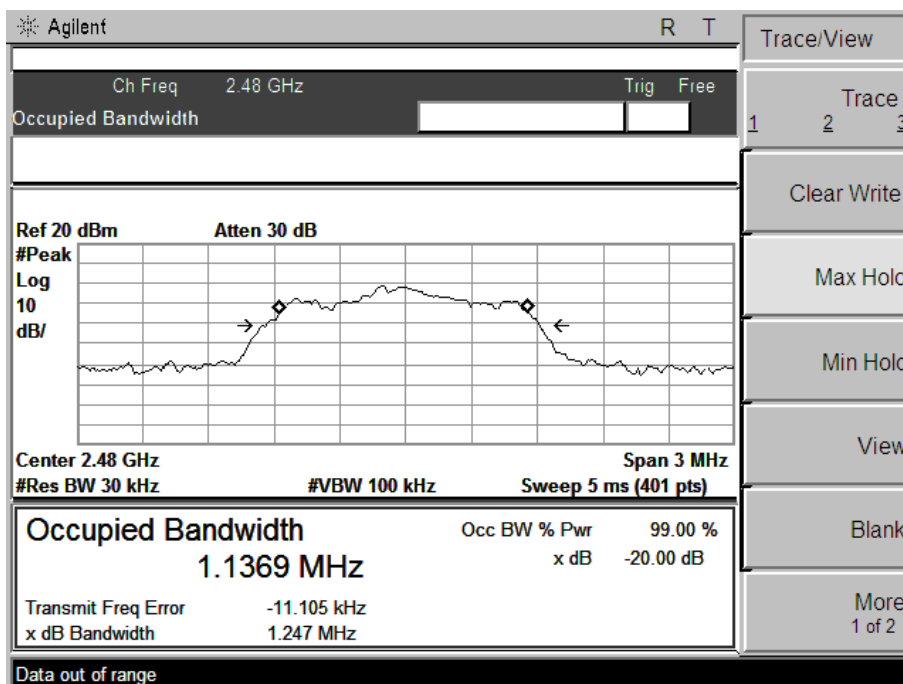 Agilent R T
Trace/View
Ch Freq 2.48 GHz Trig Free
Occupied Bandwidth
Trace
1 2 3
Clear Write
Max Hold
Min Hold
View
Blank
More
1 of 2
Ref 20 dBm Atten 30 dB
#Peak
Log
10
dB/
Center 2.48 GHz Span 3 MHz
#Res BW 30 kHz #VBW 100 kHz Sweep 5 ms (401 pts)
Occupied Bandwidth Occ BW % Pwr 99.00 %
1.1369 MHz x dB -20.00 dB
Transmit Freq Error -11.105 kHz
x dB Bandwidth 1.247 MHz
Data out of range